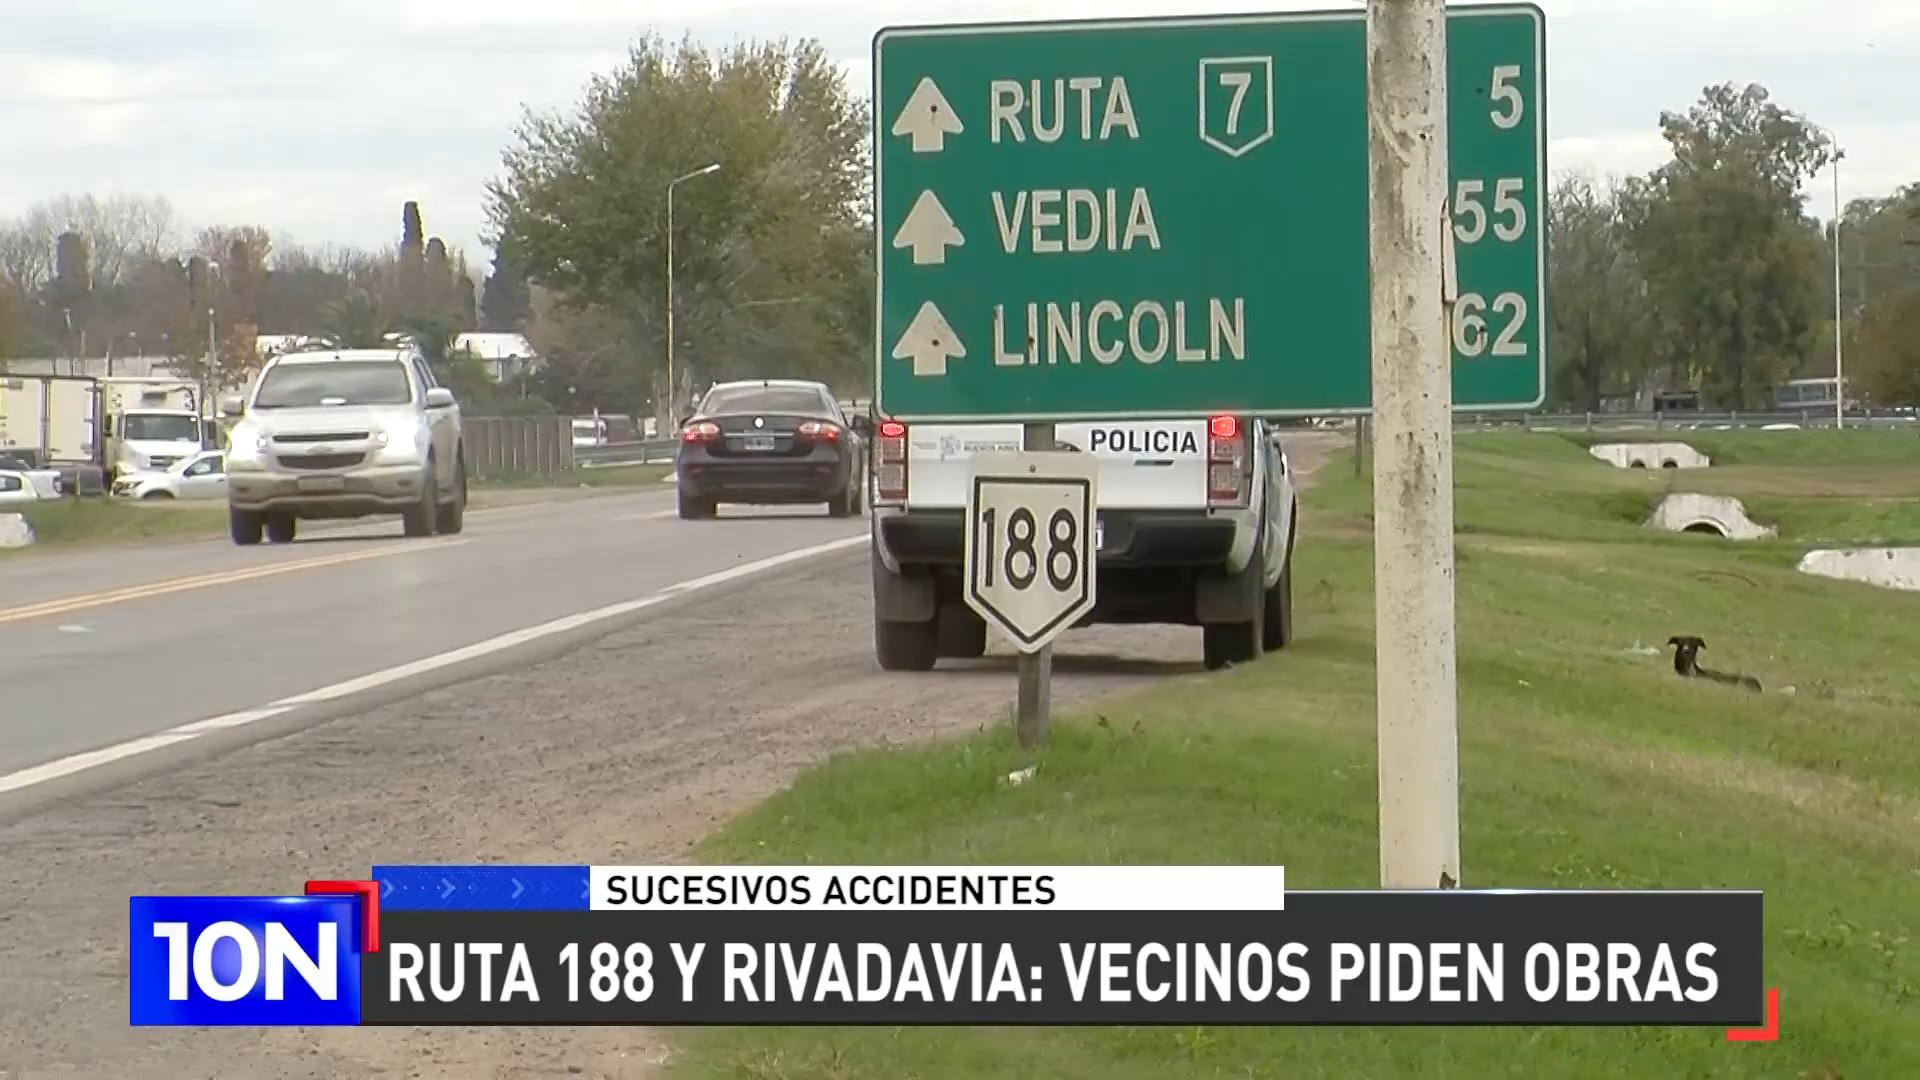 RUTA 7 5
VEDIA 55
LINCOLN 62
POLICIA
188
SUCESIVOS ACCIDENTES
10N
RUTA 188 Y RIVADAVIA: VECINOS PIDEN OBRAS